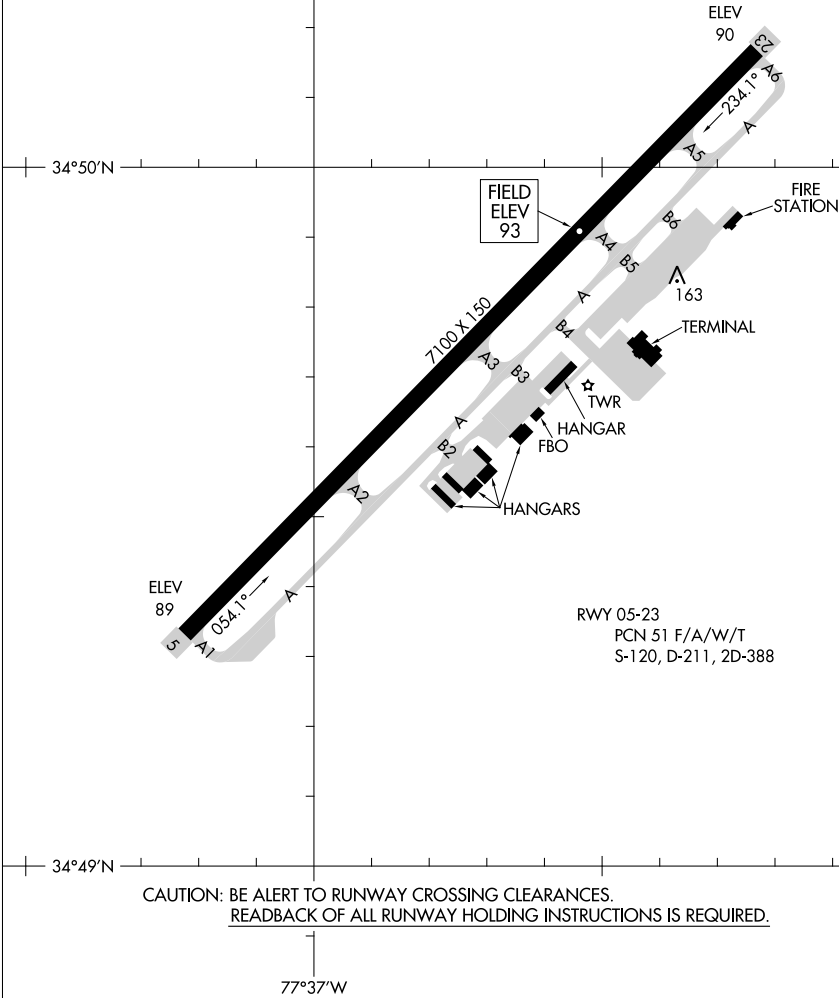 ELEV
90
23
A6
234.1°
A
A5
34°50'N
FIELD
ELEV
93
FIRE
STATION
B6
A4
B5
163
A
7100 X 150
B4
TERMINAL
A3
B3
TWR
HANGAR
FBO
A
B2
HANGARS
A2
ELEV
89
054.1°
A
5
A1
RWY 05-23
PCN 51 F/A/W/T
S-120, D-211, 2D-388
34°49'N
CAUTION: BE ALERT TO RUNWAY CROSSING CLEARANCES.
READBACK OF ALL RUNWAY HOLDING INSTRUCTIONS IS REQUIRED.
77°37'W